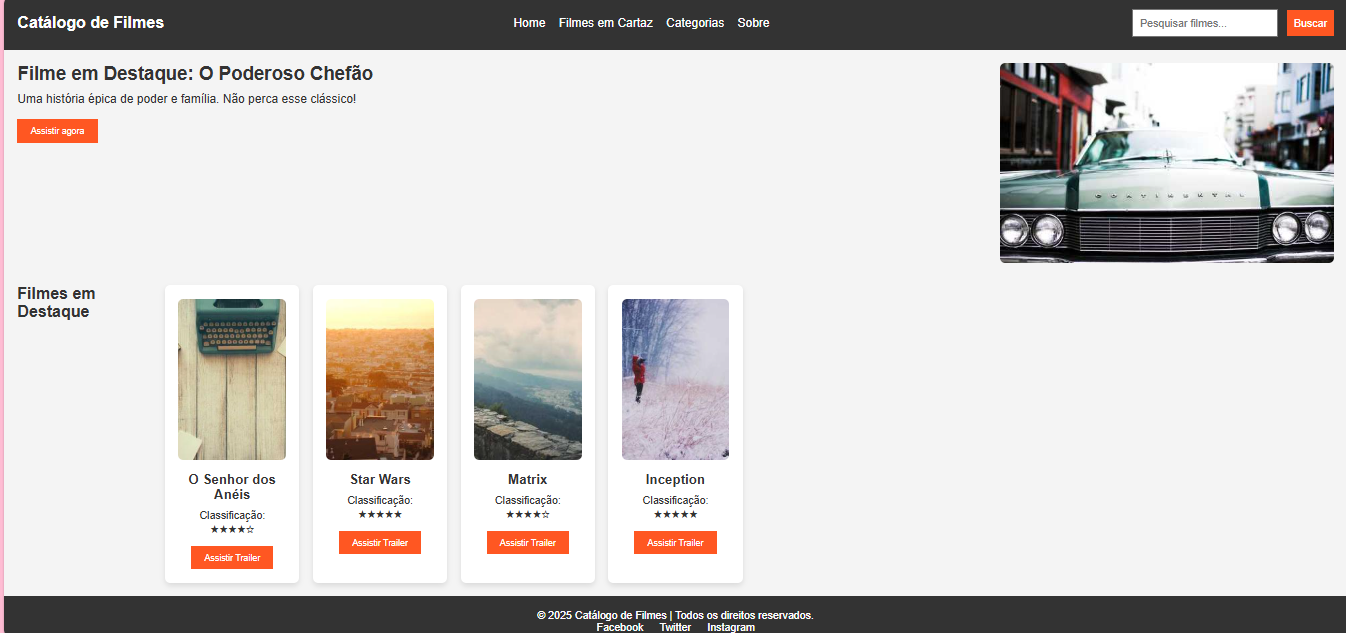 Catálogo de Filmes
Home Filmes em Cartaz Categorias Sobre
Pesquisar filmes...
Buscar
Filme em Destaque: O Poderoso Chefão
Uma história épica de poder e família. Não perca esse clássico!
Assistir agora
CONTINENTAL
Filmes em
Destaque
O Senhor dos
Anéis
Classificação:
★★★★☆
Assistir Trailer
Star Wars
Classificação:
★★★★★
Assistir Trailer
Matrix
Classificação:
★★★★☆
Assistir Trailer
Inception
Classificação:
★★★★★
Assistir Trailer
© 2025 Catálogo de Filmes | Todos os direitos reservados.
Facebook Twitter Instagram